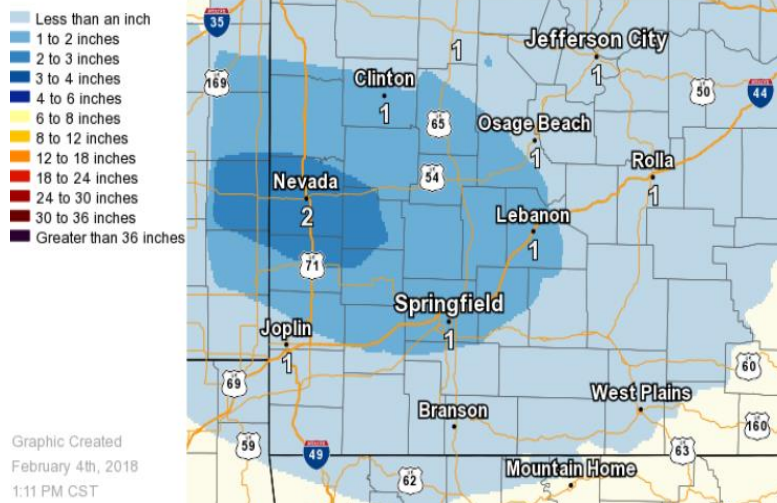 Less than an inch
1 to 2 inches
2 to 3 inches
3 to 4 inches
4 to 6 inches
6 to 8 inches
8 to 12 inches
12 to 18 inches
18 to 24 inches
24 to 30 inches
30 to 36 inches
Greater than 36 inches
Graphic Created
February 4th, 2018
1:11 PM CST
35
1
Jefferson City
1
169
Clinton
1
50
44
65
Osage Beach
1
54
Rolla
1
Nevada
2
Lebanon
1
71
Springfield
1
Joplin
1
60
69
West Plains
Branson
160
59
49
63
62
Mountain Home